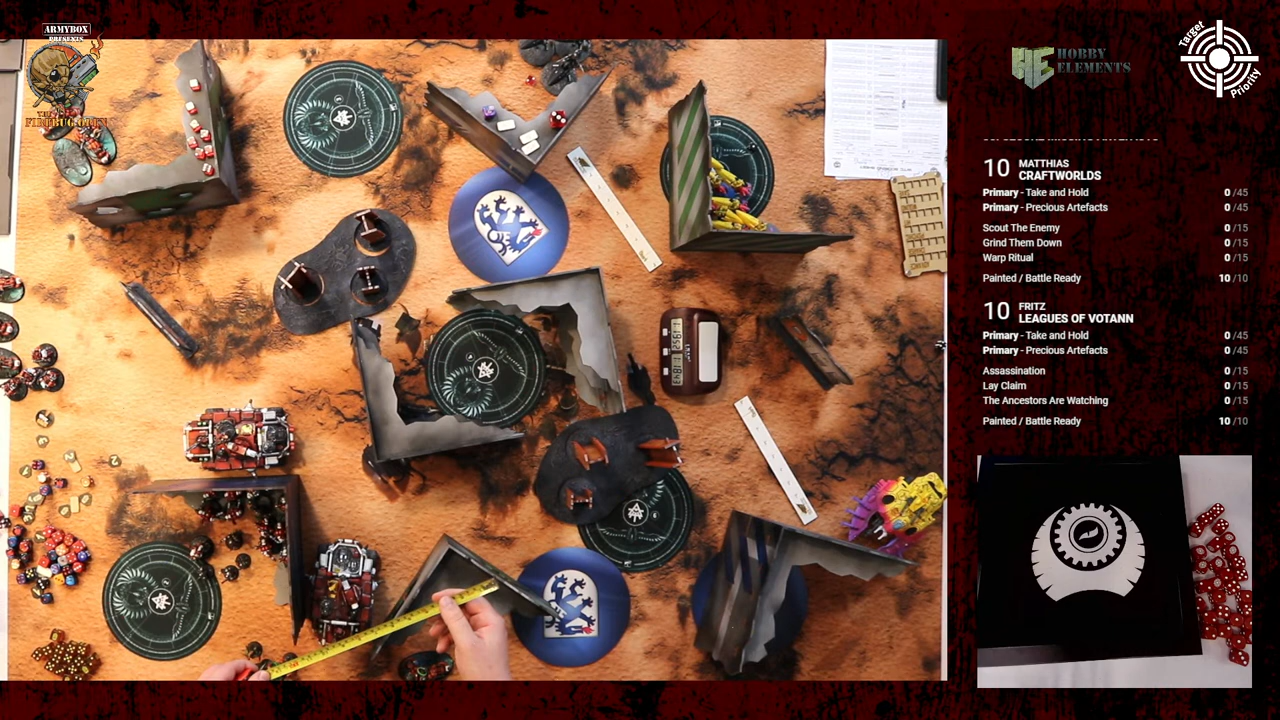 ARMYBOX
PRESENTS
FIREBUG OPEN
HOBBY
ELEMENTS
Target
Priority
10 MATTHIAS
CRAFTWORLDS
Primary - Take and Hold 0 /45
Primary - Precious Artefacts 0 /45
Scout The Enemy 0 /15
Grind Them Down 0 /15
Warp Ritual 0 /15
Painted / Battle Ready 10 /10
10 FRITZ
LEAGUES OF VOTANN
Primary - Take and Hold 0 /45
Primary - Precious Artefacts 0 /45
Assassination 0 /15
Lay Claim 0 /15
The Ancestors Are Watching 0 /15
Painted / Battle Ready 10 /10